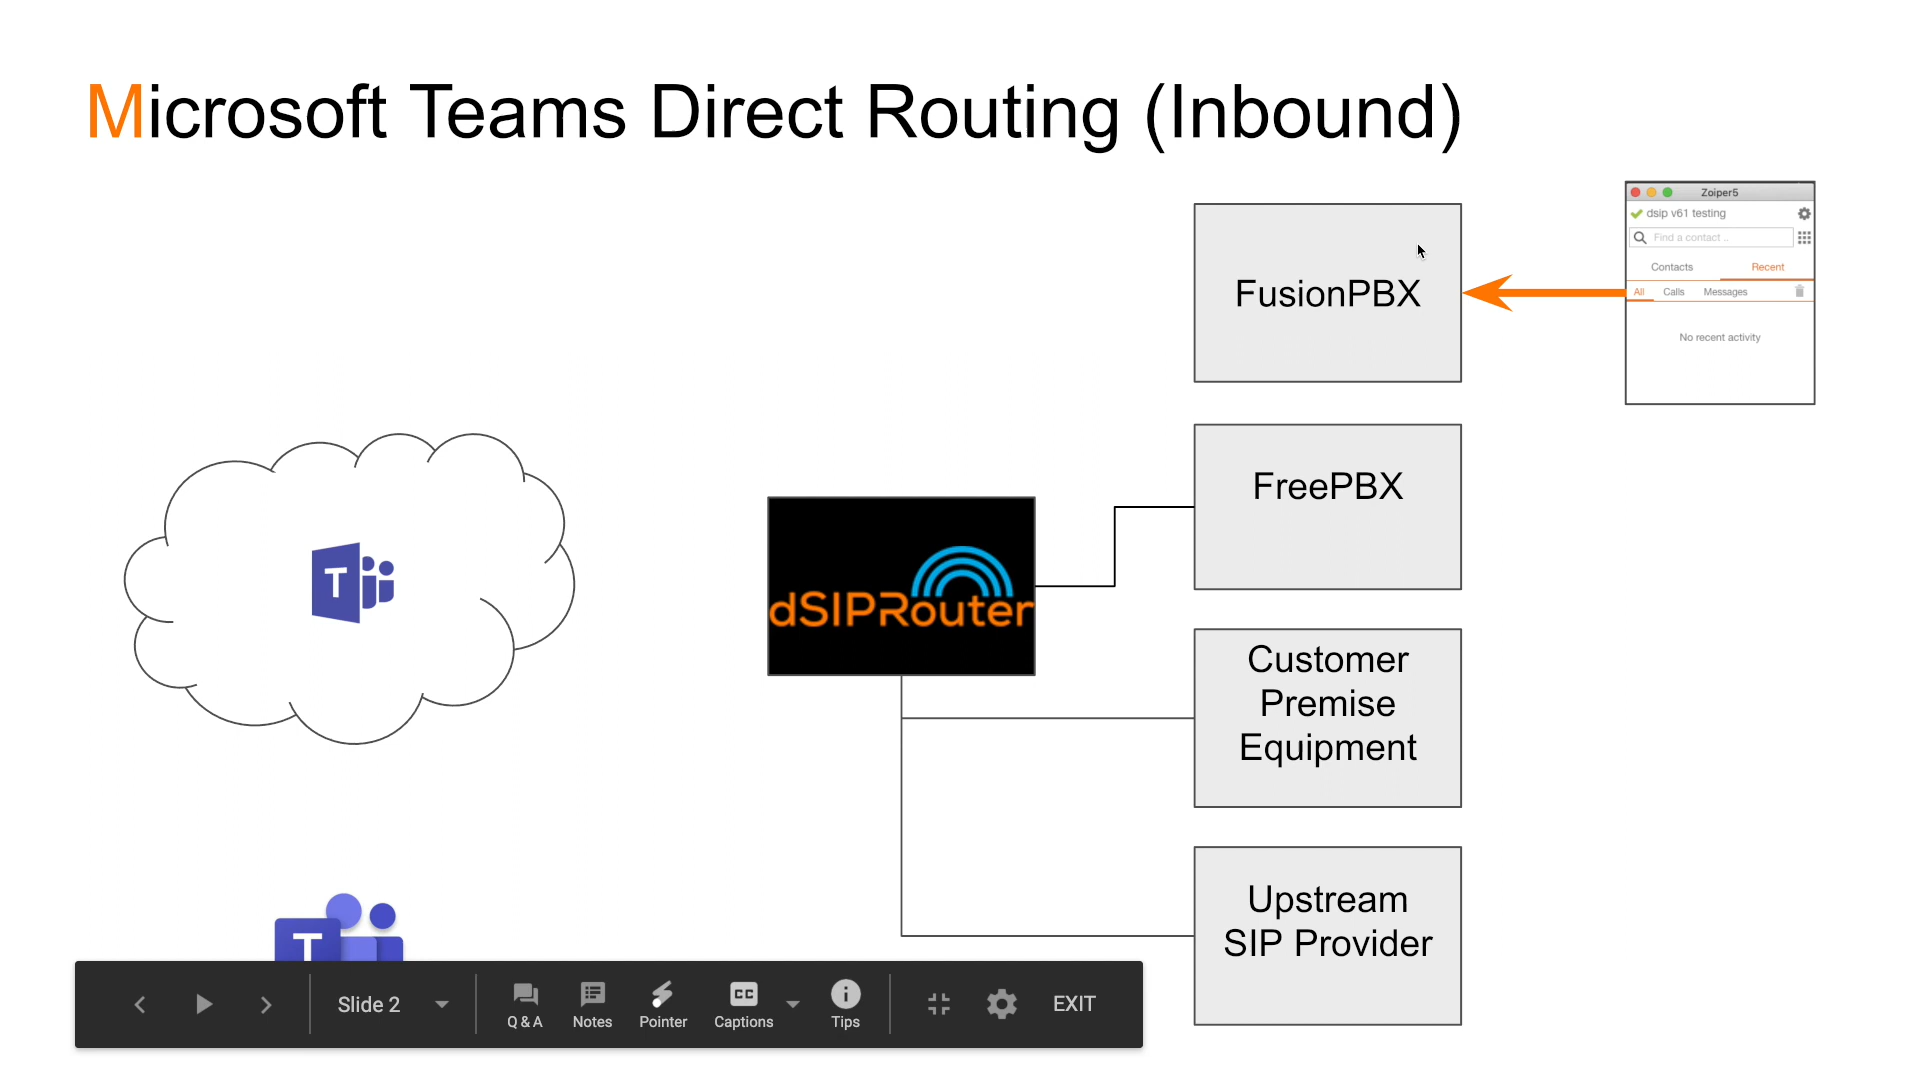 Microsoft Teams Direct Routing (Inbound)
Zoiper5
dsip v61 testing
Find a contact ..
Contacts
Recent
All
Calls
Messages
No recent activity
FusionPBX
FreePBX
T
dSIPRouter
Customer
Premise
Equipment
Upstream
SIP Provider
T
Slide 2
Q & A
Notes
Pointer
CC
Captions
i
Tips
EXIT